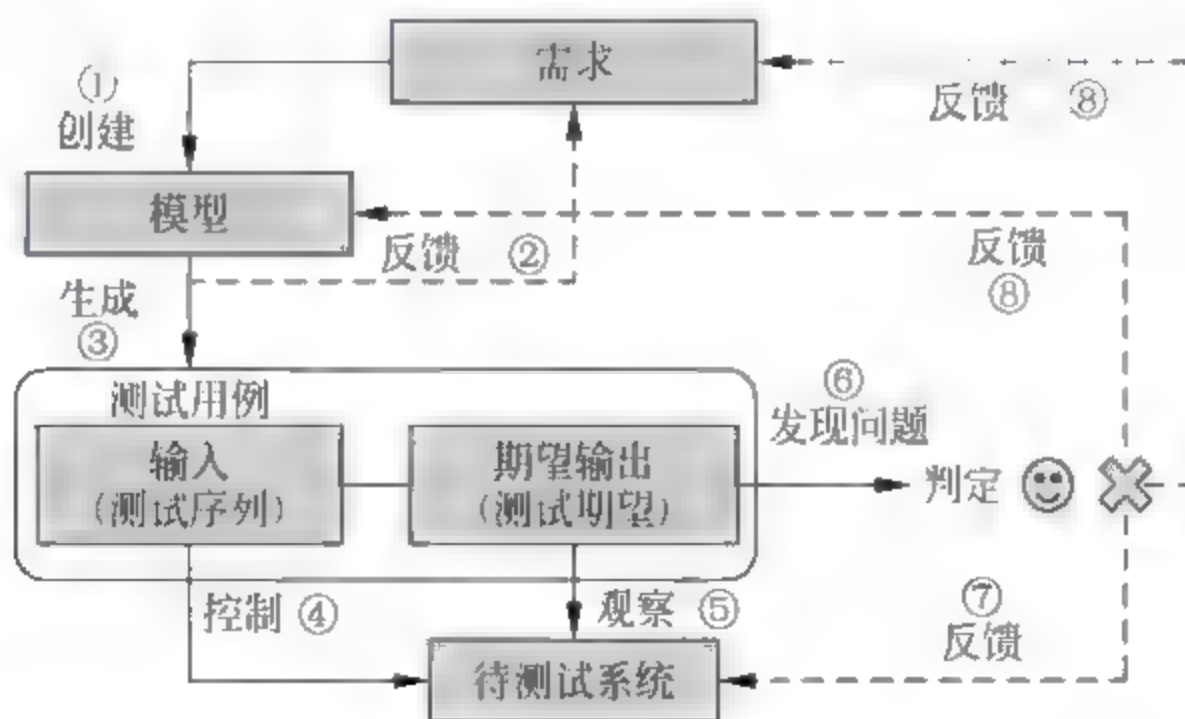 需求
(1)
创建
反馈 ⑧
模型
反馈 ②
反馈
⑧
生成
③
测试用例
⑥
发现问题
输入
(测试序列)
期望输出
(测试期望)
判定
控制 ④
观察 ⑤
⑦
反馈
待测试系统